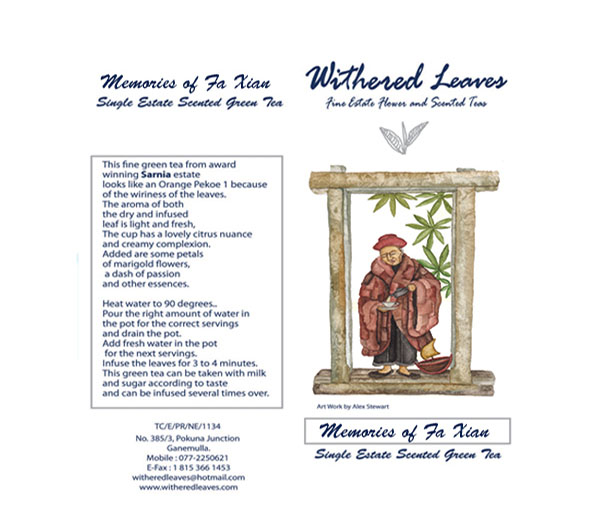 Memories of Fa Xian
Single Estate Scented Green Tea
This fine green tea from award
winning Sarnia estate
looks like an Orange Pekoe 1 because
of the wiriness of the leaves.
The aroma of both
the dry and infused
leaf is light and fresh,
The cup has a lovely citrus nuance
and creamy complexion.
Added are some petals
of marigold flowers,
a dash of passion
and other essences.
Heat water to 90 degrees..
Pour the right amount of water in
the pot for the correct servings
and drain the pot.
Add fresh water in the pot
for the next servings.
Infuse the leaves for 3 to 4 minutes.
This green tea can be taken with milk
and sugar according to taste
and can be infused several times over.
TC/E/PR/NE/1134
No. 385/3, Pokuna Junction
Ganemulla.
Mobile : 077-2250621
E-Fax : 1 815 366 1453
witheredleaves@hotmail.com
www.witheredleaves.com
Withered Leaves
Fine Estate Flower and Scented Teas
Art Work by Alex Stewart
Memories of Fa Xian
Single Estate Scented Green Tea